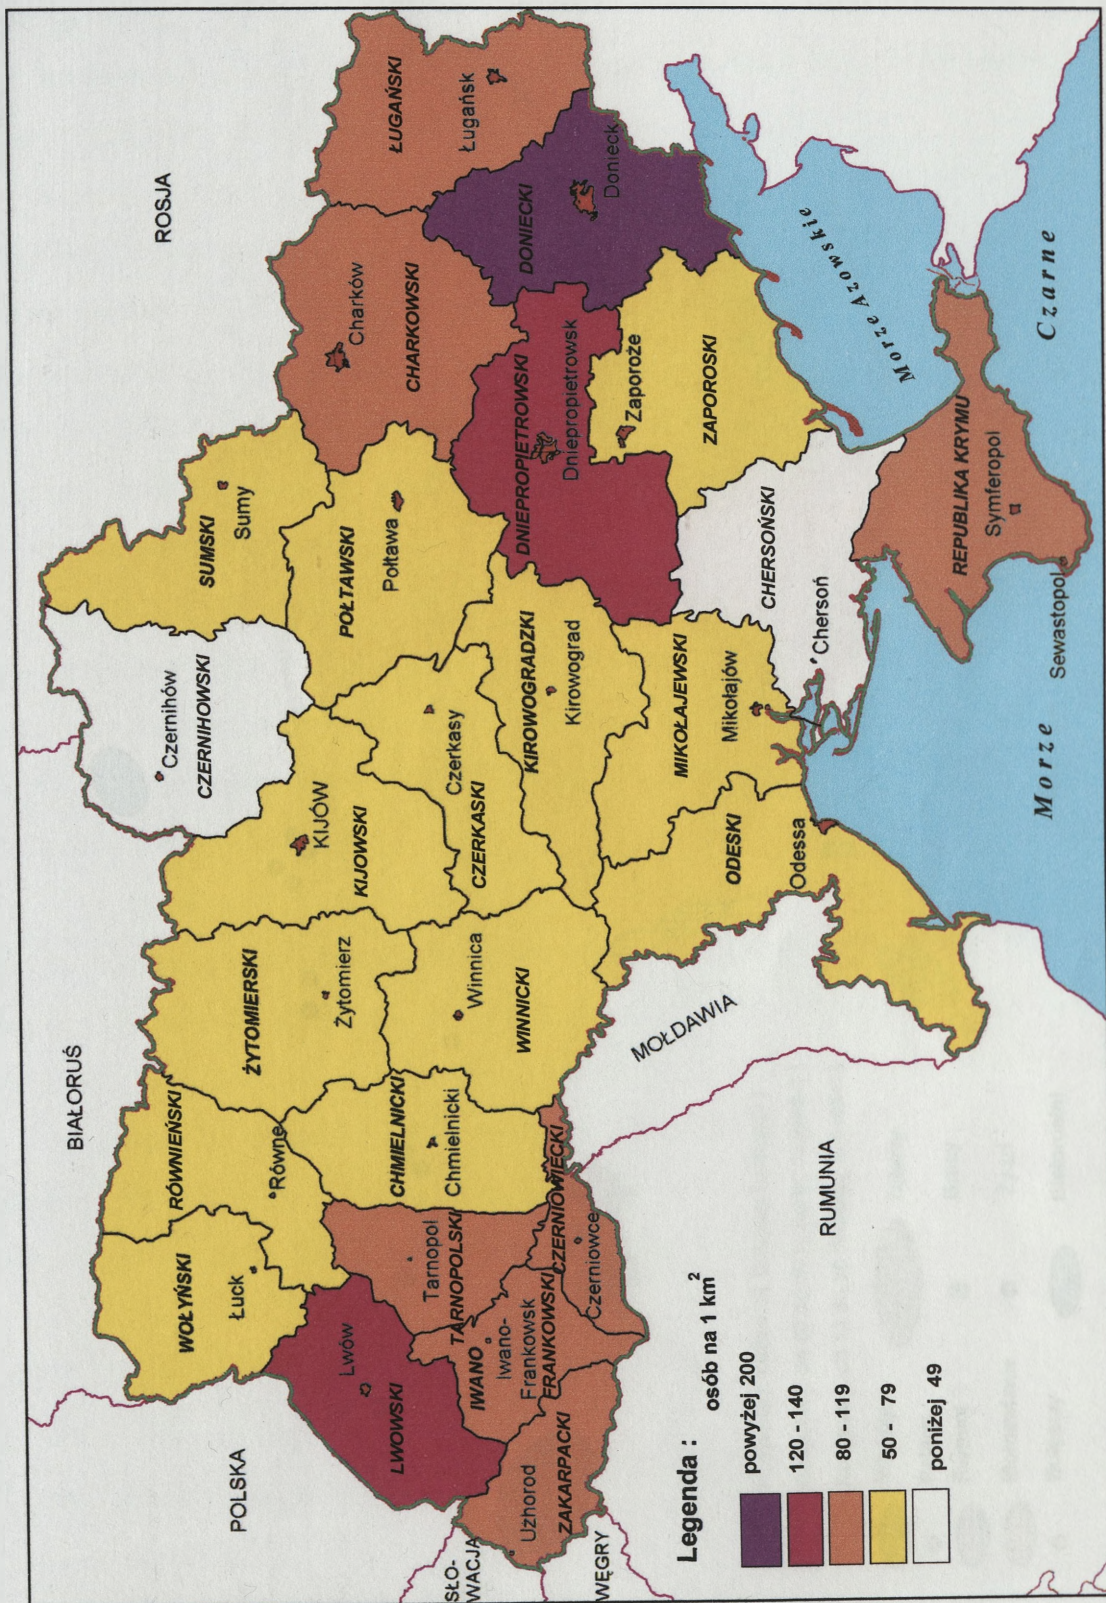 BIAŁORUŚ
ROSJA
POLSKA
SŁO-
WACJA
WĘGRY
RUMUNIA
MOŁDAWIA
WOŁYŃSKI
Łuck
RÓWNIEŃSKI
Równe
ŻYTOMIERSKI
Żytomierz
KIJÓW
KIJOWSKI
Czernihów
CZERNIHOWSKI
SUMSKI
Sumy
LWOWSKI
Lwów
TARNOPOLSKI
Tarnopol
CHMIELNICKI
Chmielnicki
WINNICKI
Winnica
CZERKASKI
Czerkasy
POŁTAWSKI
Połtawa
CHARKOWSKI
Charków
ŁUGAŃSKI
Ługańsk
ZAKARPACKI
Uzhorod
IWANO
FRANKOWSKI
Iwano-
Frankowsk
CZERNIOWIECKI
Czerniowce
KIROWOGRADZKI
Kirowograd
DNIEPROPIETROWSKI
Dniepropietrowsk
DONIECKI
Donieck
ODESKI
Odessa
MIKOŁAJEWSKI
Mikołajów
CHERSOŃSKI
Chersoń
ZAPOROSKI
Zaporoże
REPUBLIKA KRYMU
Symferopol
Sewastopol
Morze Azowskie
Morze Czarne
Legenda :
osób na 1 km²
powyżej 200
120 - 140
80 - 119
50 - 79
poniżej 49